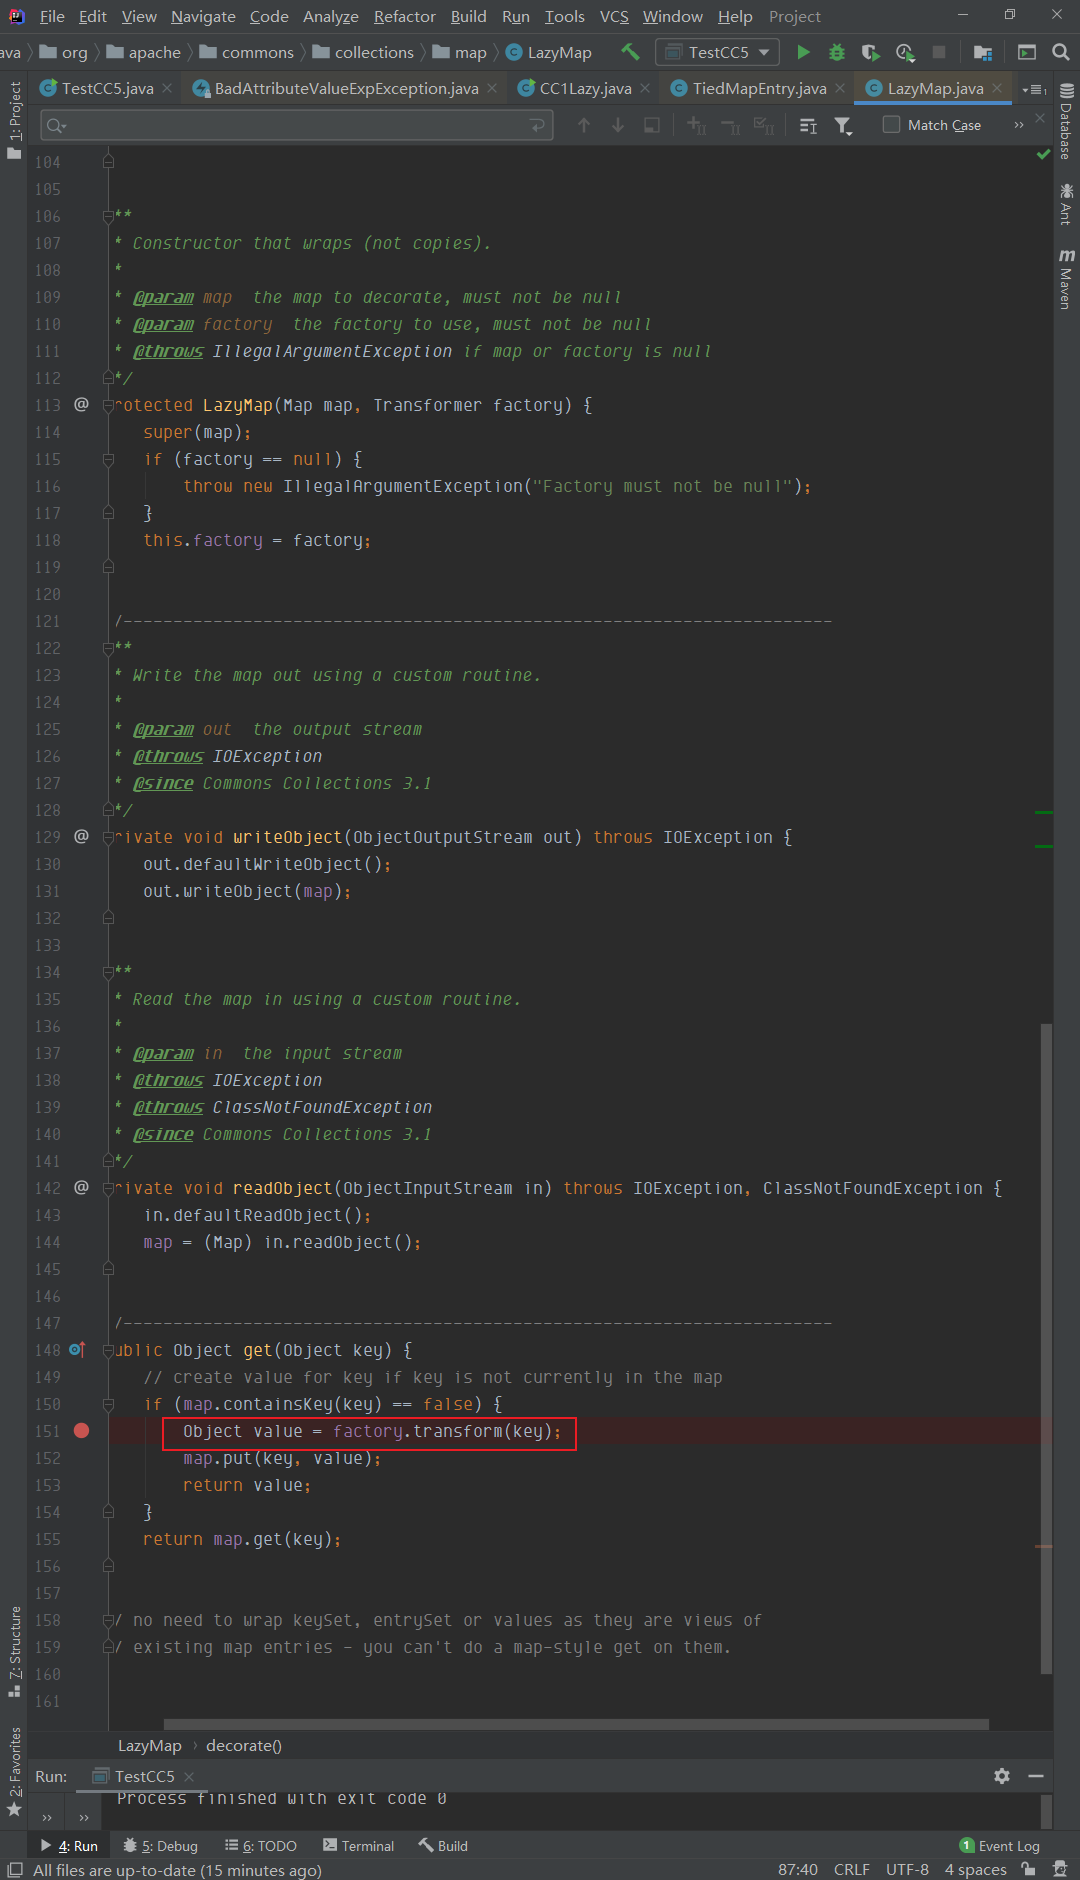 File Edit View Navigate Code Analyze Refactor Build Run Tools VCS Window Help Project
ava org apache commons collections map LazyMap TestCC5
TestCC5.java BadAttributeValueExpException.java CC1Lazy.java TiedMapEntry.java LazyMap.java
Match Case
1: Project
Database
Ant
Maven
104
105
106 **
107 * Constructor that wraps (not copies).
108 *
109 * @param map  the map to decorate, must not be null
110 * @param factory  the factory to use, must not be null
111 * @throws IllegalArgumentException if map or factory is null
112 */
113 @ rotected LazyMap(Map map, Transformer factory) {
114 super(map);
115 if (factory == null) {
116 throw new IllegalArgumentException("Factory must not be null");
117 }
118 this.factory = factory;
119
120
121 /-----------------------------------------------------------------------
122 **
123 * Write the map out using a custom routine.
124 *
125 * @param out  the output stream
126 * @throws IOException
127 * @since Commons Collections 3.1
128 */
129 @ rivate void writeObject(ObjectOutputStream out) throws IOException {
130 out.defaultWriteObject();
131 out.writeObject(map);
132
133
134 **
135 * Read the map in using a custom routine.
136 *
137 * @param in  the input stream
138 * @throws IOException
139 * @throws ClassNotFoundException
140 * @since Commons Collections 3.1
141 */
142 @ rivate void readObject(ObjectInputStream in) throws IOException, ClassNotFoundException {
143 in.defaultReadObject();
144 map = (Map) in.readObject();
145
146
147 /-----------------------------------------------------------------------
148 ublic Object get(Object key) {
149 // create value for key if key is not currently in the map
150 if (map.containsKey(key) == false) {
151 Object value = factory.transform(key);
152 map.put(key, value);
153 return value;
154 }
155 return map.get(key);
156
157
158 / no need to wrap keySet, entrySet or values as they are views of
159 / existing map entries - you can't do a map-style get on them.
160
161
7: Structure
2: Favorites
LazyMap › decorate()
Run: TestCC5
Process finished with exit code 0
4: Run 5: Debug 6: TODO Terminal Build 1 Event Log
All files are up-to-date (15 minutes ago) 87:40 CRLF UTF-8 4 spaces